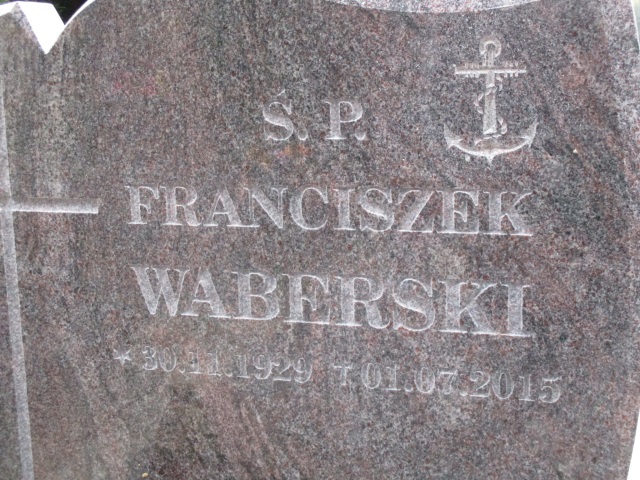 Ś. P.
FRANCISZEK
WABERSKI
* 30.11.1929 † 01.07.2015